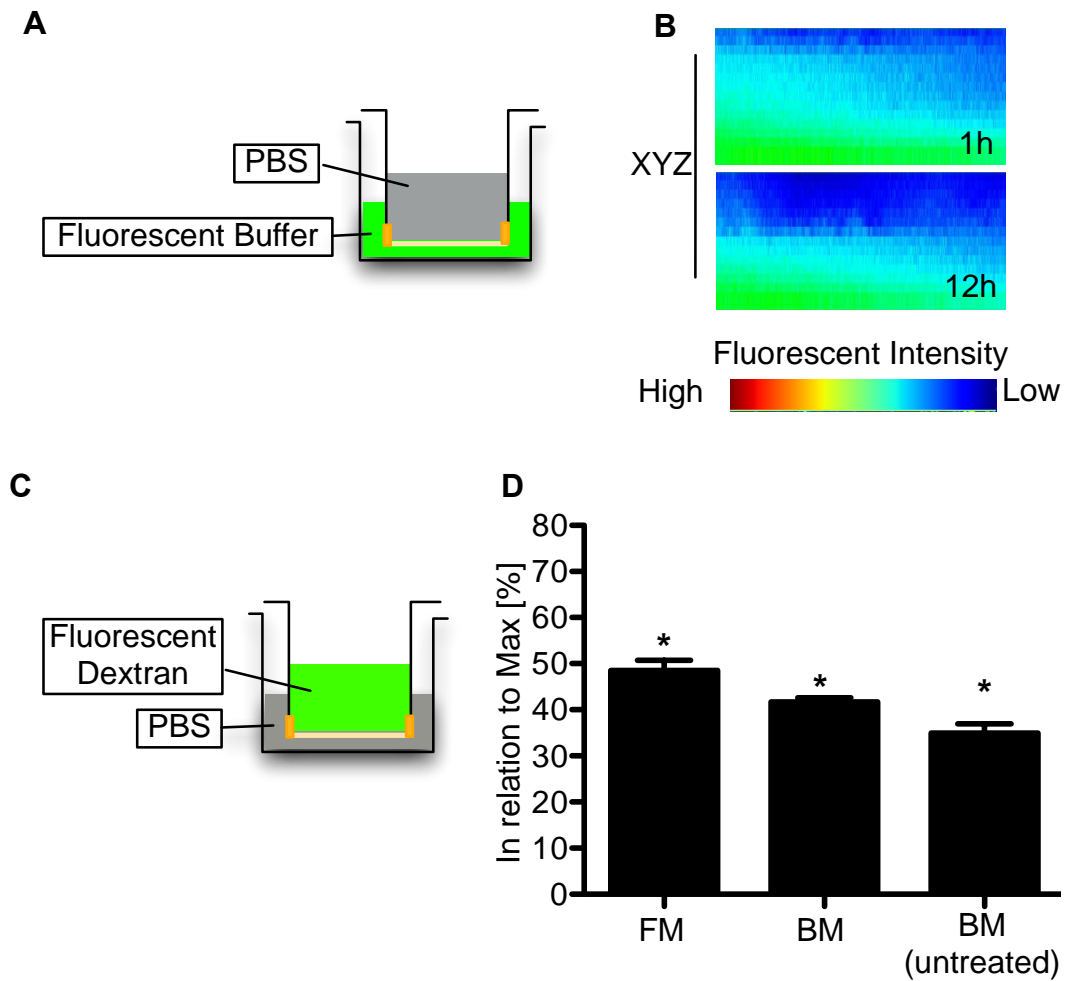 A
PBS
Fluorescent Buffer
B
XYZ
1h
12h
Fluorescent Intensity
High
Low
C
Fluorescent
Dextran
PBS
D
In relation to Max [%]
80
70
60
50
40
30
20
10
0
*
*
*
FM
BM
BM
(untreated)